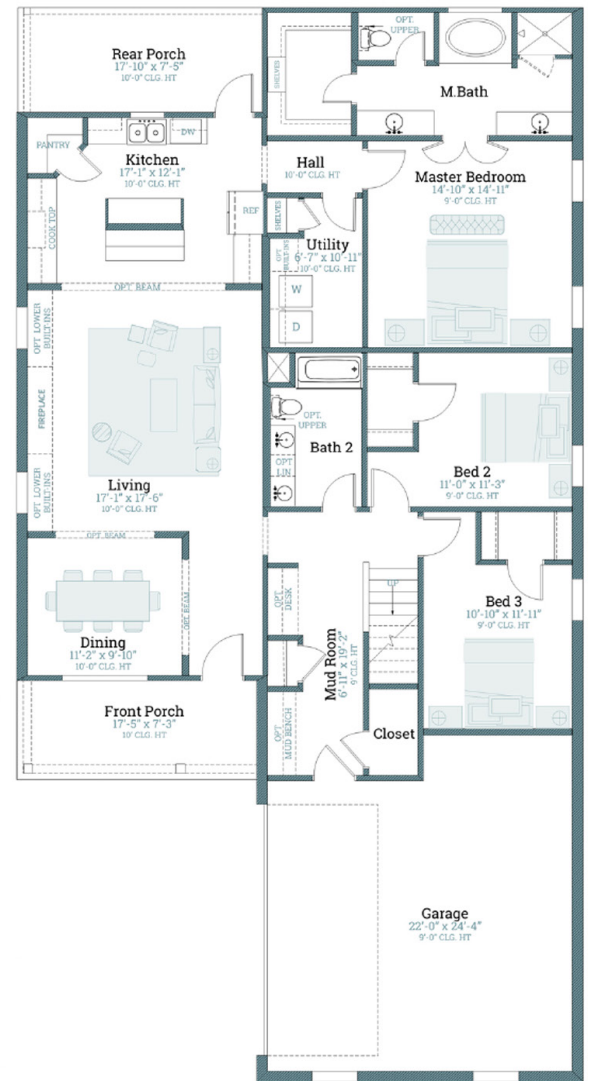 Rear Porch
17'-10" x 7'-5"
10'-0" CLG. HT
OPT.
UPPER
SHELVES
M.Bath
PANTRY
DW
Kitchen
17'-1" x 12'-1"
10'-0" CLG. HT
Hall
10'-0" CLG. HT
Master Bedroom
14'-10" x 14'-11"
9'-0" CLG. HT
COOK TOP
REF
SHELVES
Utility
6'-7" x 10'-11"
10'-0" CLG. HT
OPT
BUILT-INS
W
D
OPT. BEAM
OPT LOWER
BUILT-INS
FIREPLACE
OPT LOWER
BUILT-INS
Living
17'-1" x 17'-6"
10'-0" CLG. HT
OPT. BEAM
OPT.
UPPER
Bath 2
OPT
LIN
Bed 2
11'-0" x 11'-3"
9'-0" CLG. HT
Dining
11'-2" x 9'-10"
10'-0" CLG. HT
OPT. BEAM
OPT
DESK
UP
Mud Room
6'-11" x 19'-2"
9' CLG. HT
Bed 3
10'-10" x 11'-11"
9'-0" CLG. HT
Front Porch
17'-5" x 7'-3"
10' CLG. HT
OPT
MUD BENCH
Closet
Garage
22'-0" x 24'-4"
9'-0" CLG. HT